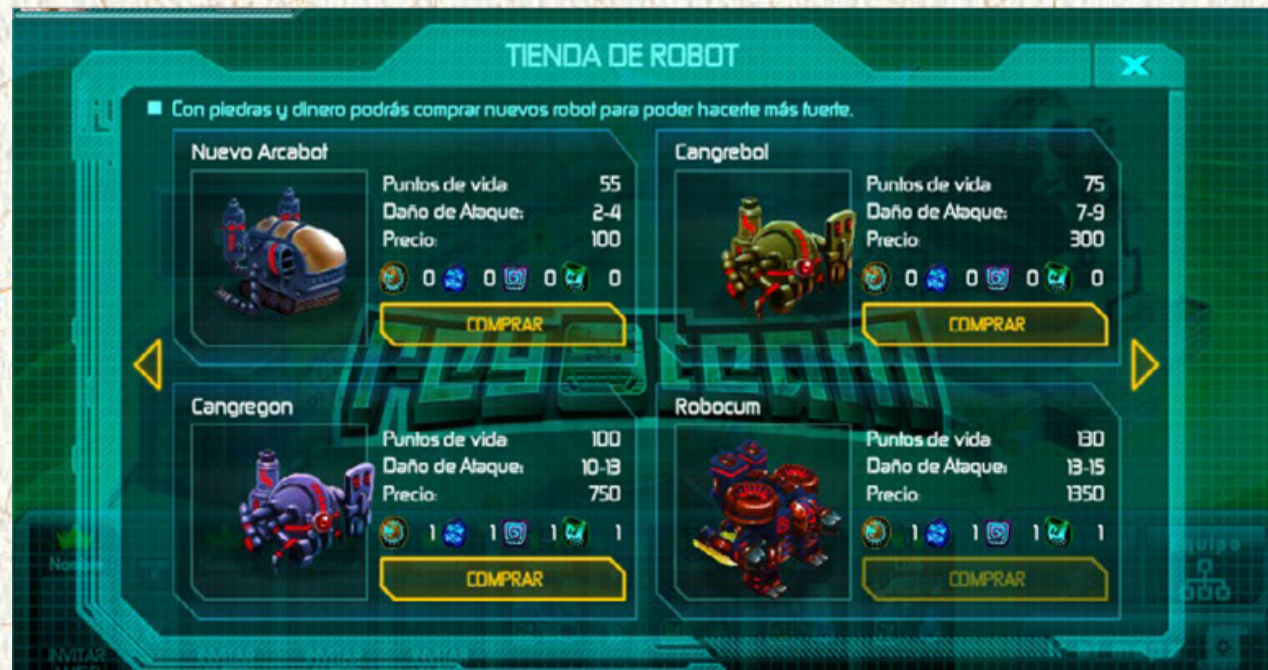 TIENDA DE ROBOT
X
Con piedras y dinero podrás comprar nuevos robot para poder hacerte más fuerte.
Nuevo Arcabot
Puntos de vida 55
Daño de Ataque: 2-4
Precio: 100
0 0 0 0
COMPRAR
Cangrebol
Puntos de vida 75
Daño de Ataque: 7-9
Precio: 300
0 0 0 0
COMPRAR
Cangregon
Puntos de vida 100
Daño de Ataque: 10-13
Precio: 750
1 1 1 1
COMPRAR
Robocum
Puntos de vida 130
Daño de Ataque: 13-15
Precio: 1350
1 1 1 1
COMPRAR
INVITAR INVITAR INVITAR INVITAR